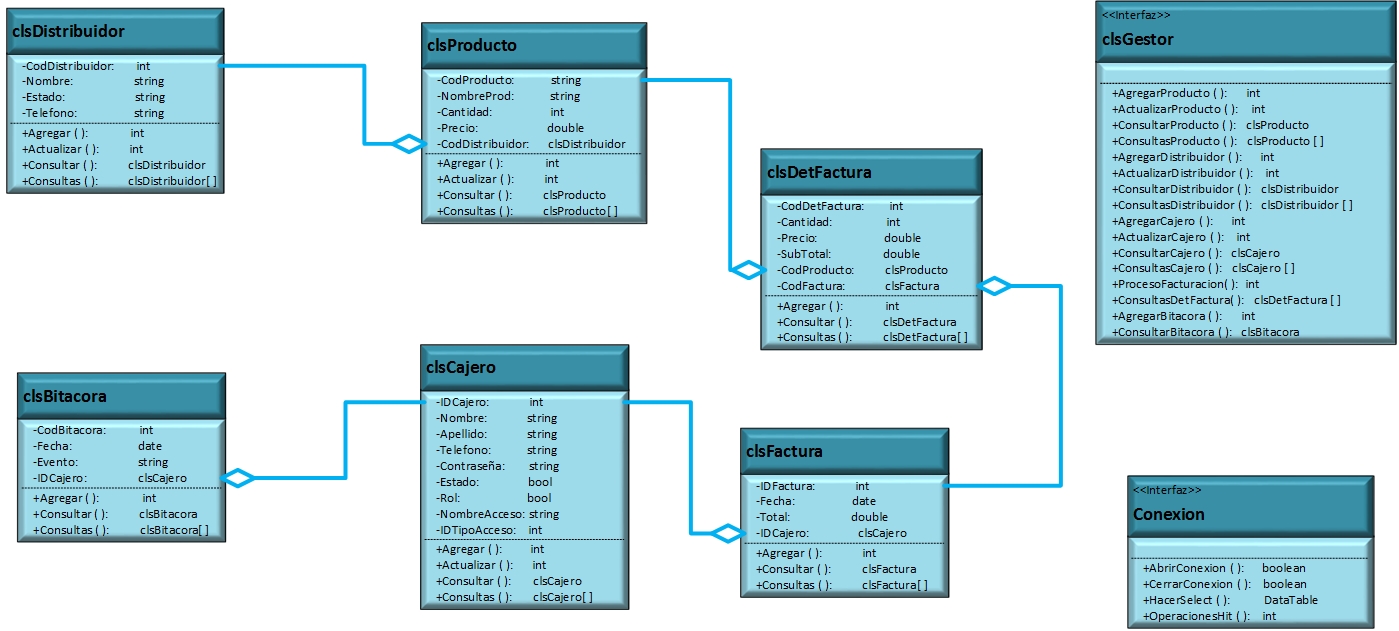 clsDistribuidor
-CodDistribuidor: int
-Nombre: string
-Estado: string
-Telefono: string
+Agregar ( ): int
+Actualizar ( ): int
+Consultar ( ): clsDistribuidor
+Consultas ( ): clsDistribuidor[ ]
clsProducto
-CodProducto: string
-NombreProd: string
-Cantidad: int
-Precio: double
-CodDistribuidor: clsDistribuidor
+Agregar ( ): int
+Actualizar ( ): int
+Consultar ( ): clsProducto
+Consultas ( ): clsProducto[ ]
clsDetFactura
-CodDetFactura: int
-Cantidad: int
-Precio: double
-SubTotal: double
-CodProducto: clsProducto
-CodFactura: clsFactura
+Agregar ( ): int
+Consultar ( ): clsDetFactura
+Consultas ( ): clsDetFactura[ ]
<<Interfaz>>
clsGestor
+AgregarProducto ( ): int
+ActualizarProducto ( ): int
+ConsultarProducto ( ): clsProducto
+ConsultasProducto ( ): clsProducto [ ]
+AgregarDistribuidor ( ): int
+ActualizarDistribuidor ( ): int
+ConsultarDistribuidor ( ): clsDistribuidor
+ConsultasDistribuidor ( ): clsDistribuidor [ ]
+AgregarCajero ( ): int
+ActualizarCajero ( ): int
+ConsultarCajero ( ): clsCajero
+ConsultasCajero ( ): clsCajero [ ]
+ProcesoFacturacion( ): int
+ConsultasDetFactura( ): clsDetFactura [ ]
+AgregarBitacora ( ): int
+ConsultarBitacora ( ): clsBitacora
clsBitacora
-CodBitacora: int
-Fecha: date
-Evento: string
-IDCajero: clsCajero
+Agregar ( ): int
+Consultar ( ): clsBitacora
+Consultas ( ): clsBitacora[ ]
clsCajero
-IDCajero: int
-Nombre: string
-Apellido: string
-Telefono: string
-Contraseña: string
-Estado: bool
-Rol: bool
-NombreAcceso: string
-IDTipoAcceso: int
+Agregar ( ): int
+Actualizar ( ): int
+Consultar ( ): clsCajero
+Consultas ( ): clsCajero[ ]
clsFactura
-IDFactura: int
-Fecha: date
-Total: double
-IDCajero: clsCajero
+Agregar ( ): int
+Consultar ( ): clsFactura
+Consultas ( ): clsFactura[ ]
<<Interfaz>>
Conexion
+AbrirConexion ( ): boolean
+CerrarConexion ( ): boolean
+HacerSelect ( ): DataTable
+OperacionesHit ( ): int